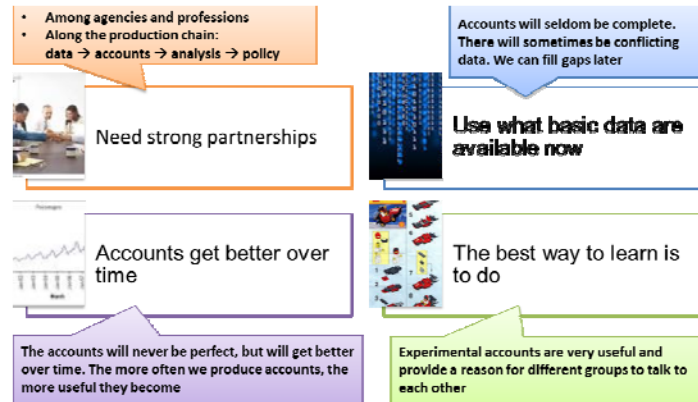 • Among agencies and professions
• Along the production chain:
data → accounts → analysis → policy
Need strong partnerships
Accounts will seldom be complete.
There will sometimes be conflicting
data. We can fill gaps later
Use what basic data are
available now
Passengers
Accounts get better over
time
The accounts will never be perfect, but will get better
over time. The more often we produce accounts, the
more useful they become
The best way to learn is
to do
Experimental accounts are very useful and
provide a reason for different groups to talk to
each other